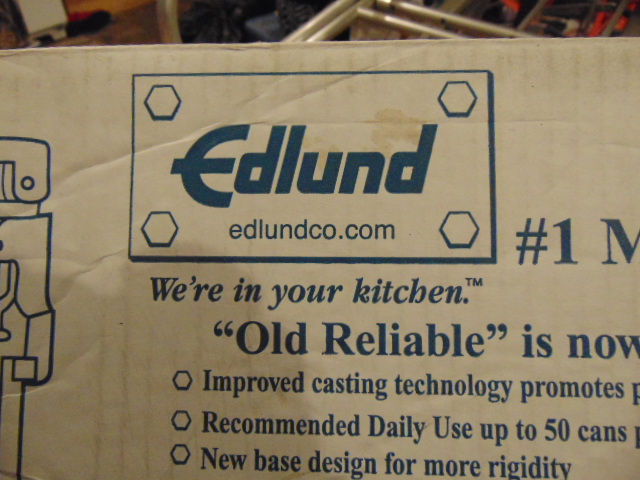 Edlund
edlundco.com
#1 M
We're in your kitchen.™
"Old Reliable" is now
Improved casting technology promotes p
Recommended Daily Use up to 50 cans p
New base design for more rigidity